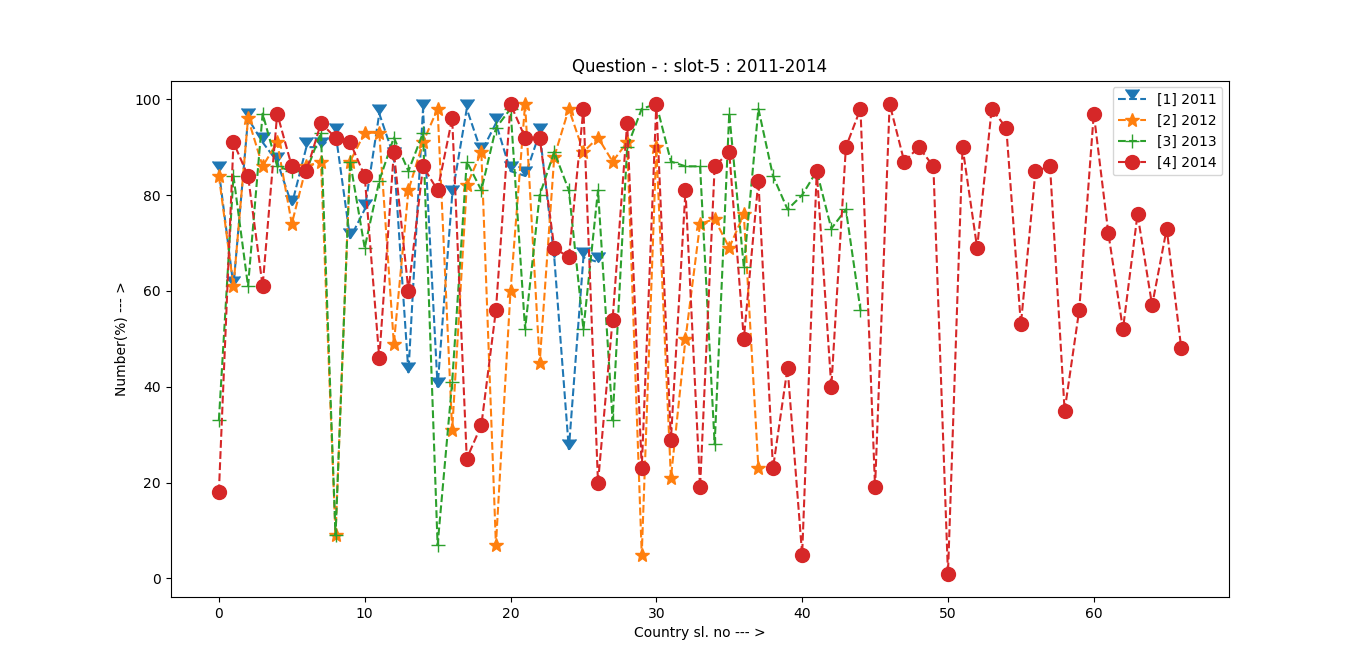 Question - : slot-5 : 2011-2014
100
80
60
40
20
0
Number(%) --- >
0 10 20 30 40 50 60
Country sl. no --- >
[1] 2011
[2] 2012
[3] 2013
[4] 2014